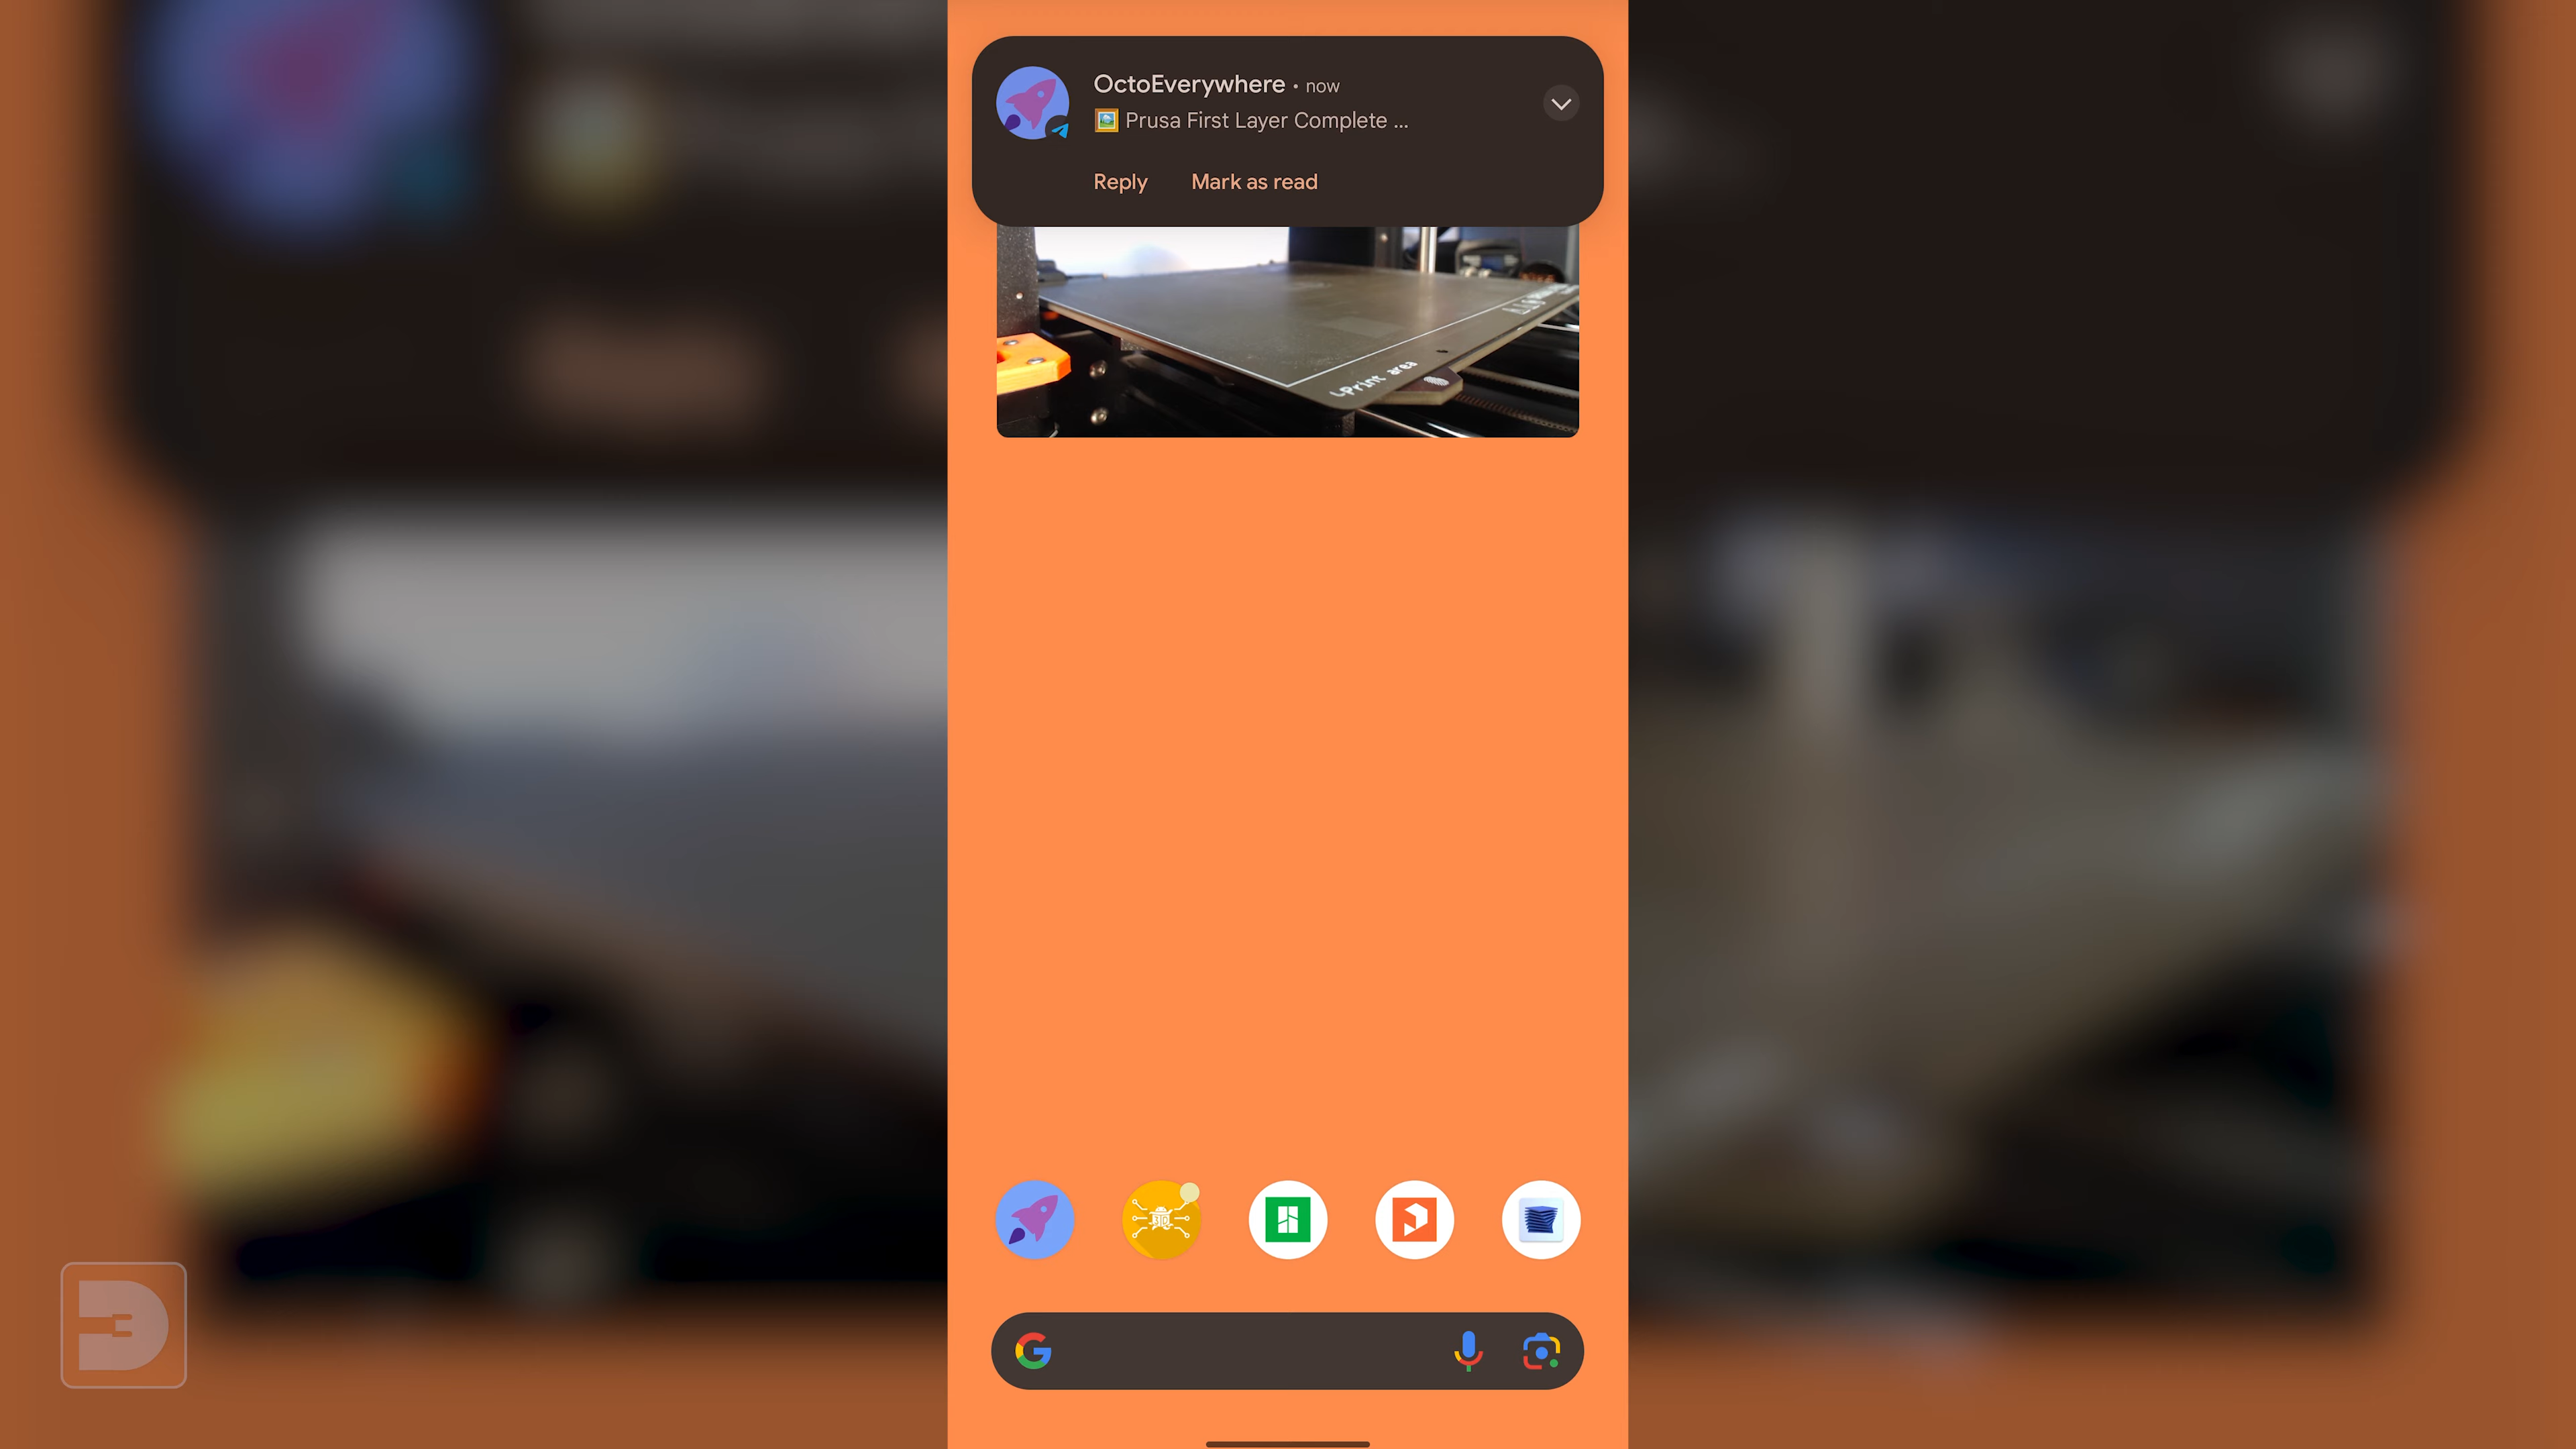 OctoEverywhere • now
🖼️ Prusa First Layer Complete ...
Reply Mark as read
Print area